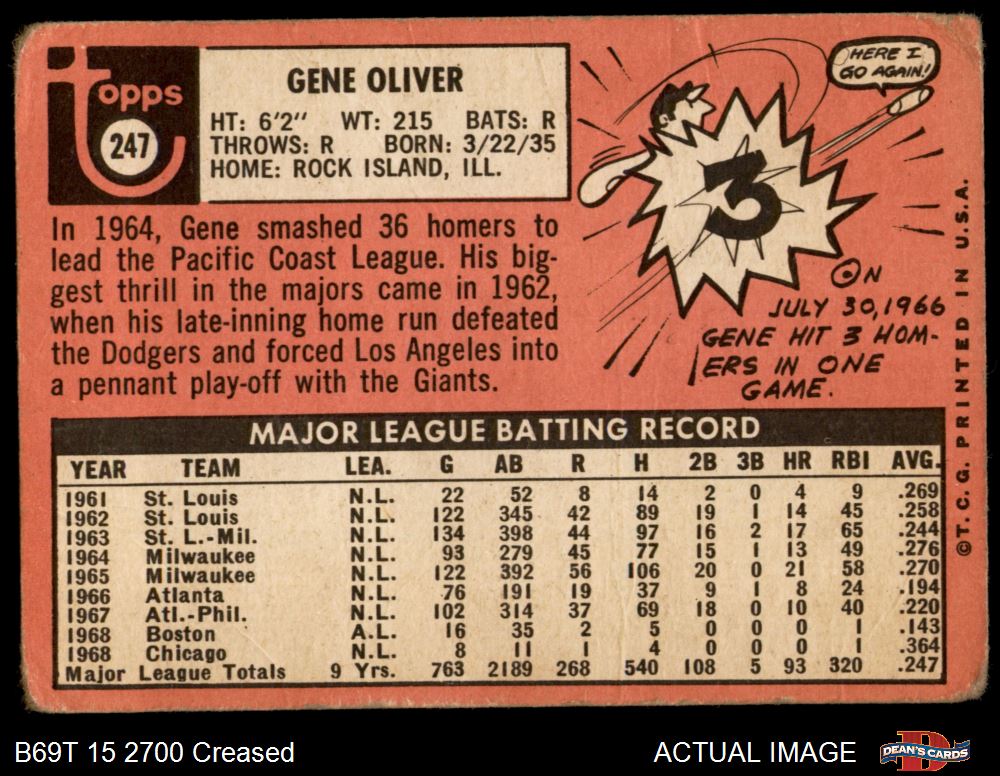 topps
247
GENE OLIVER
HT: 6'2" WT: 215 BATS: R
THROWS: R BORN: 3/22/35
HOME: ROCK ISLAND, ILL.
In 1964, Gene smashed 36 homers to
lead the Pacific Coast League. His big-
gest thrill in the majors came in 1962,
when his late-inning home run defeated
the Dodgers and forced Los Angeles into
a pennant play-off with the Giants.
HERE I
GO AGAIN!
3
ON
JULY 30, 1966
GENE HIT 3 HOM-
ERS IN ONE
GAME.
©T.C.G. PRINTED IN U.S.A.
MAJOR LEAGUE BATTING RECORD
YEAR TEAM LEA. G AB R H 2B 3B HR RBI AVG.
1961 St. Louis N.L. 22 52 8 14 2 0 4 9 .269
1962 St. Louis N.L. 122 345 42 89 19 1 14 45 .258
1963 St. L.-Mil. N.L. 134 398 44 97 16 2 17 65 .244
1964 Milwaukee N.L. 93 279 45 77 15 1 13 49 .276
1965 Milwaukee N.L. 122 392 56 106 20 0 21 58 .270
1966 Atlanta N.L. 76 191 19 37 9 1 8 24 .194
1967 Atl.-Phil. N.L. 102 314 37 69 18 0 10 40 .220
1968 Boston A.L. 16 35 2 5 0 0 0 1 .143
1968 Chicago N.L. 8 11 1 4 0 0 0 1 .364
Major League Totals 9 Yrs. 763 2189 268 540 108 5 93 320 .247
B69T 15 2700 Creased
ACTUAL IMAGE
DEAN'S CARDS